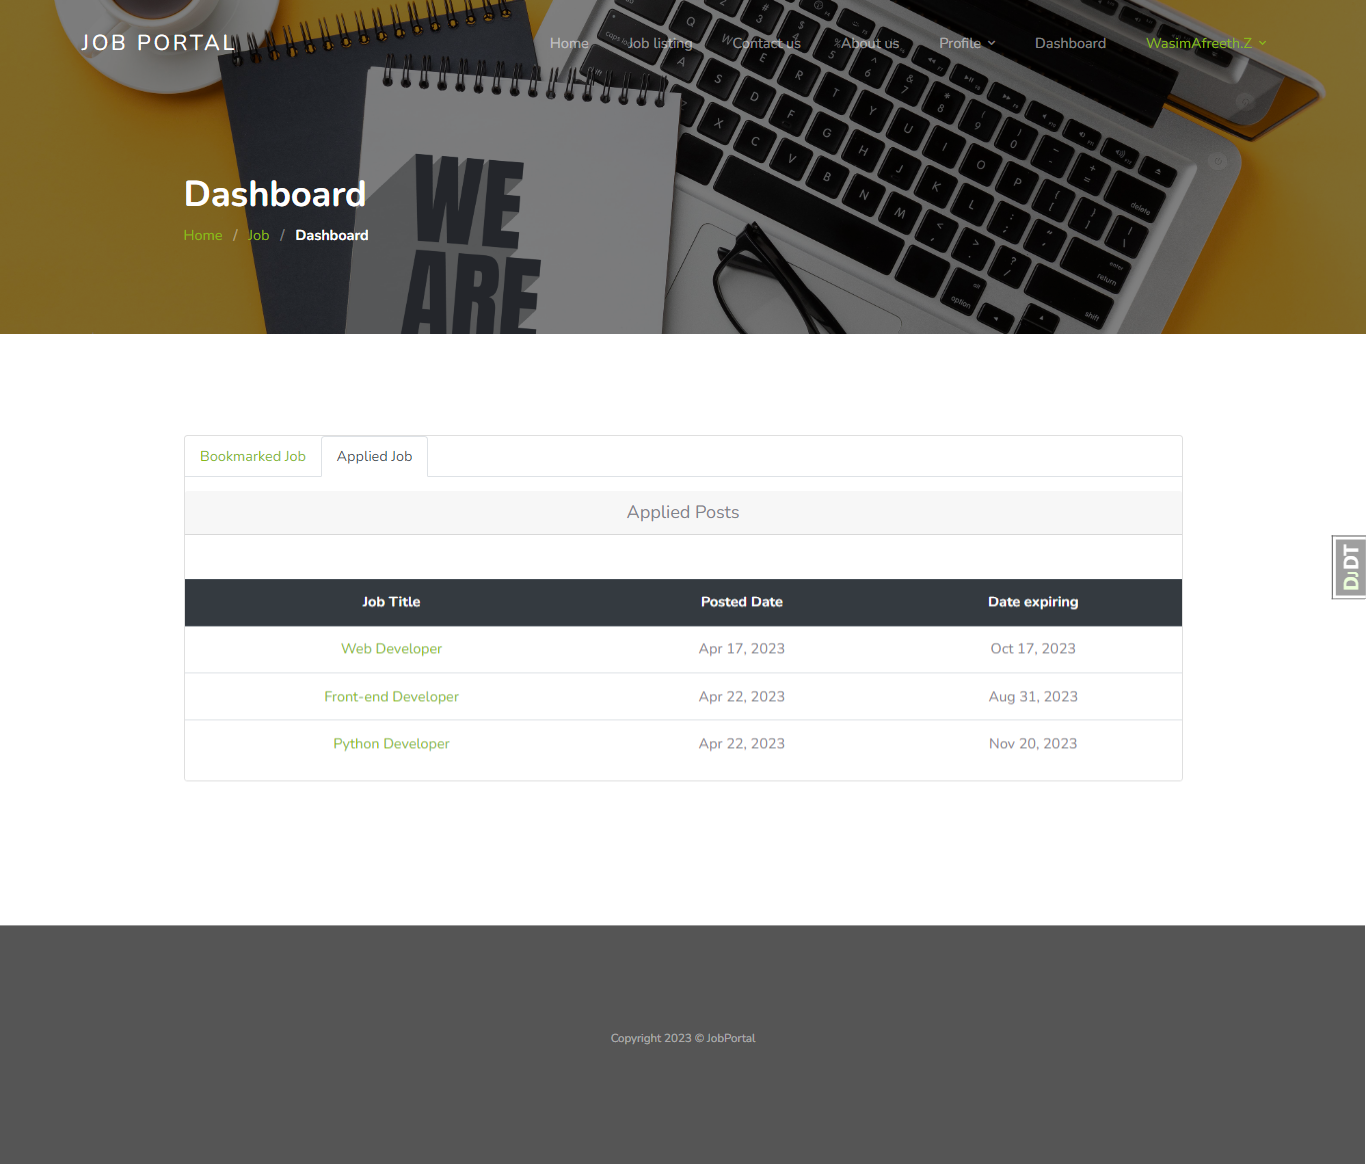 JOB PORTAL
Home Job listing Contact us About us Profile Dashboard WasimAfreeth.Z
WE
ARE
Dashboard
Home / Job / Dashboard
Bookmarked Job Applied Job
Applied Posts
Job Title Posted Date Date expiring
Web Developer Apr 17, 2023 Oct 17, 2023
Front-end Developer Apr 22, 2023 Aug 31, 2023
Python Developer Apr 22, 2023 Nov 20, 2023
DjDT
Copyright 2023 © JobPortal